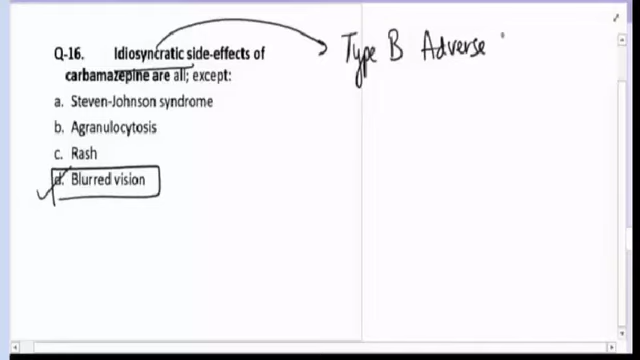 Q-16. Idiosyncratic side-effects of
carbamazepine are all; except:
a. Steven-Johnson syndrome
b. Agranulocytosis
c. Rash
d. Blurred vision
Type B Adverse